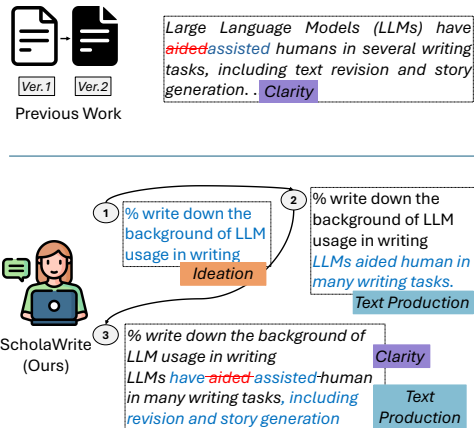 Ver.1
Ver.2
Previous Work
Large Language Models (LLMs) have
aidedassisted humans in several writing
tasks, including text revision and story
generation. .
Clarity
1
% write down the
background of LLM
usage in writing
Ideation
2
% write down the
background of LLM
usage in writing
LLMs aided human in
many writing tasks.
Text Production
ScholaWrite
(Ours)
3
% write down the background of
LLM usage in writing
LLMs have aided assisted human
in many writing tasks, including
revision and story generation
Clarity
Text
Production